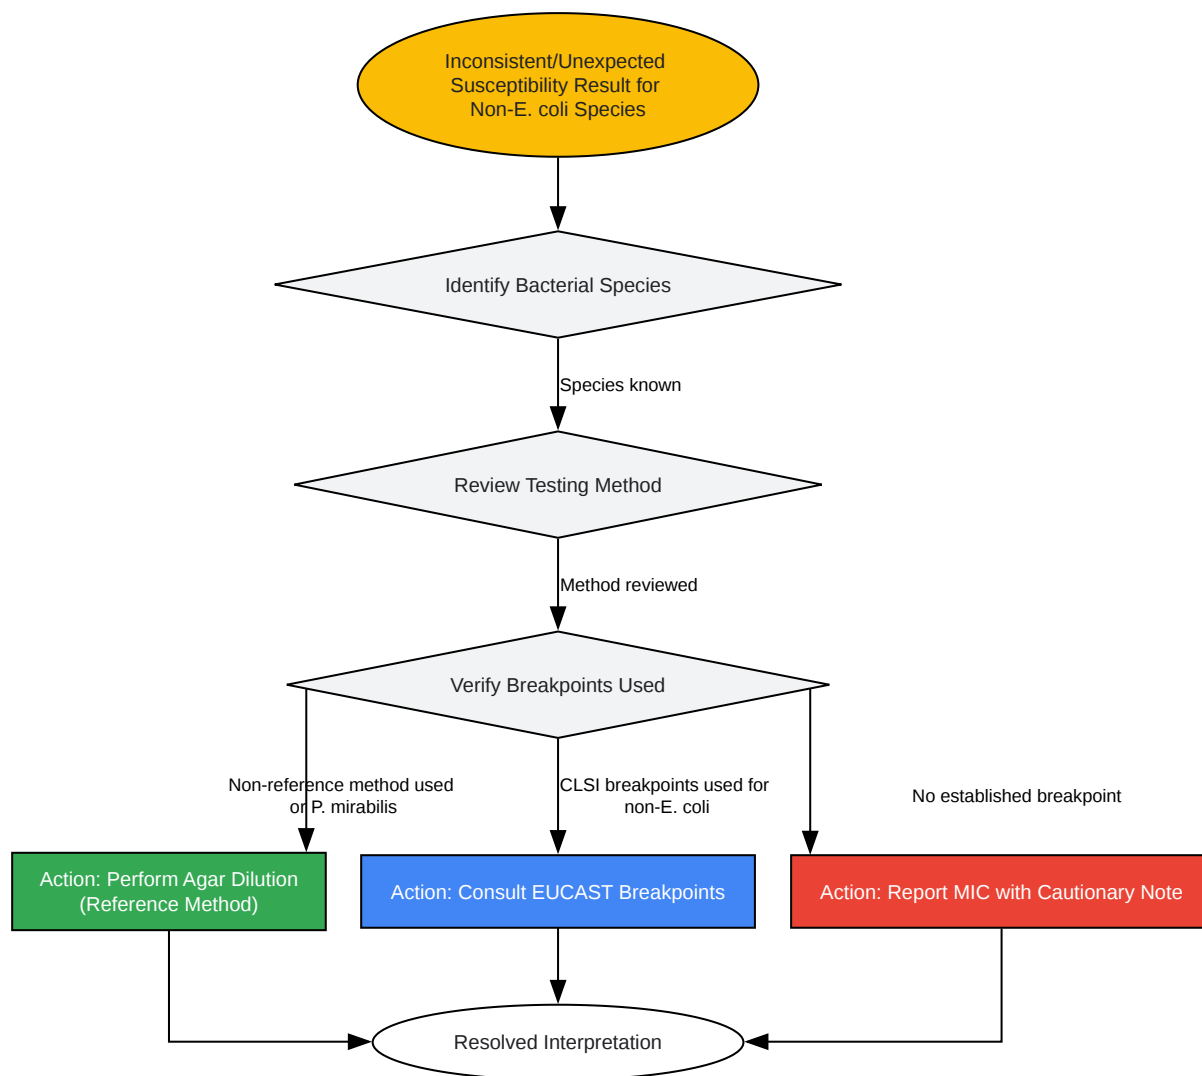 Inconsistent/Unexpected
Susceptibility Result for
Non-E. coli Species
Identify Bacterial Species
Species known
Review Testing Method
Method reviewed
Verify Breakpoints Used
Non-reference method used
or P. mirabilis
CLSI breakpoints used for
non-E. coli
No established breakpoint
Action: Perform Agar Dilution
(Reference Method)
Action: Consult EUCAST Breakpoints
Action: Report MIC with Cautionary Note
Resolved Interpretation